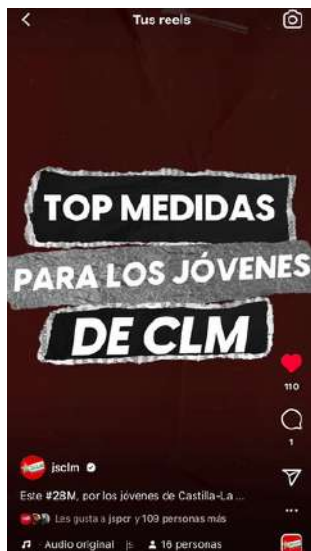 Tus reels
TOP MEDIDAS
PARA LOS JÓVENES
DE CLM
110
1
jsclm
Este #28M, por los jóvenes de Castilla-La ...
Les gusta a jspcr y 109 personas más
Audio original js 16 personas